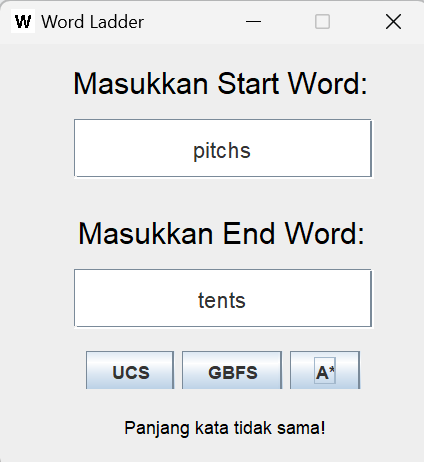 W Word Ladder
Masukkan Start Word:
pitchs
Masukkan End Word:
tents
UCS GBFS A*
Panjang kata tidak sama!